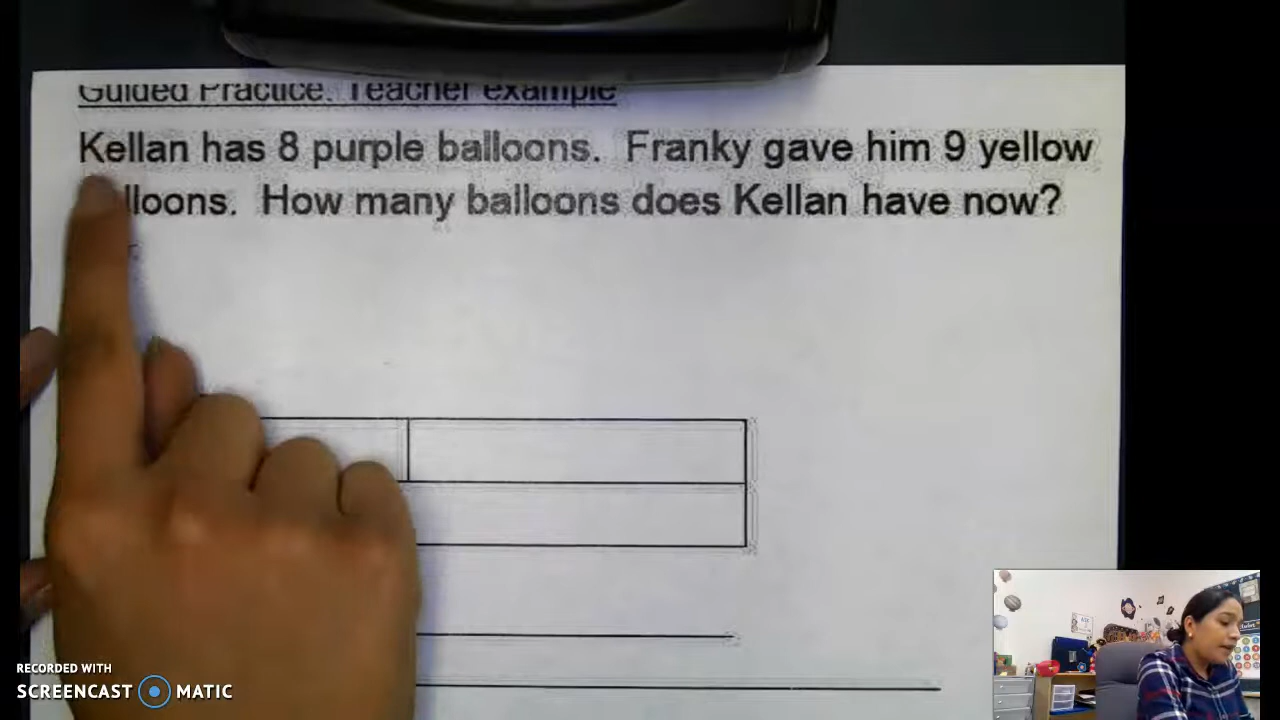 Guided Practice. Teacher example
Kellan has 8 purple balloons. Franky gave him 9 yellow
lloons. How many balloons does Kellan have now?
RECORDED WITH
SCREENCAST MATIC